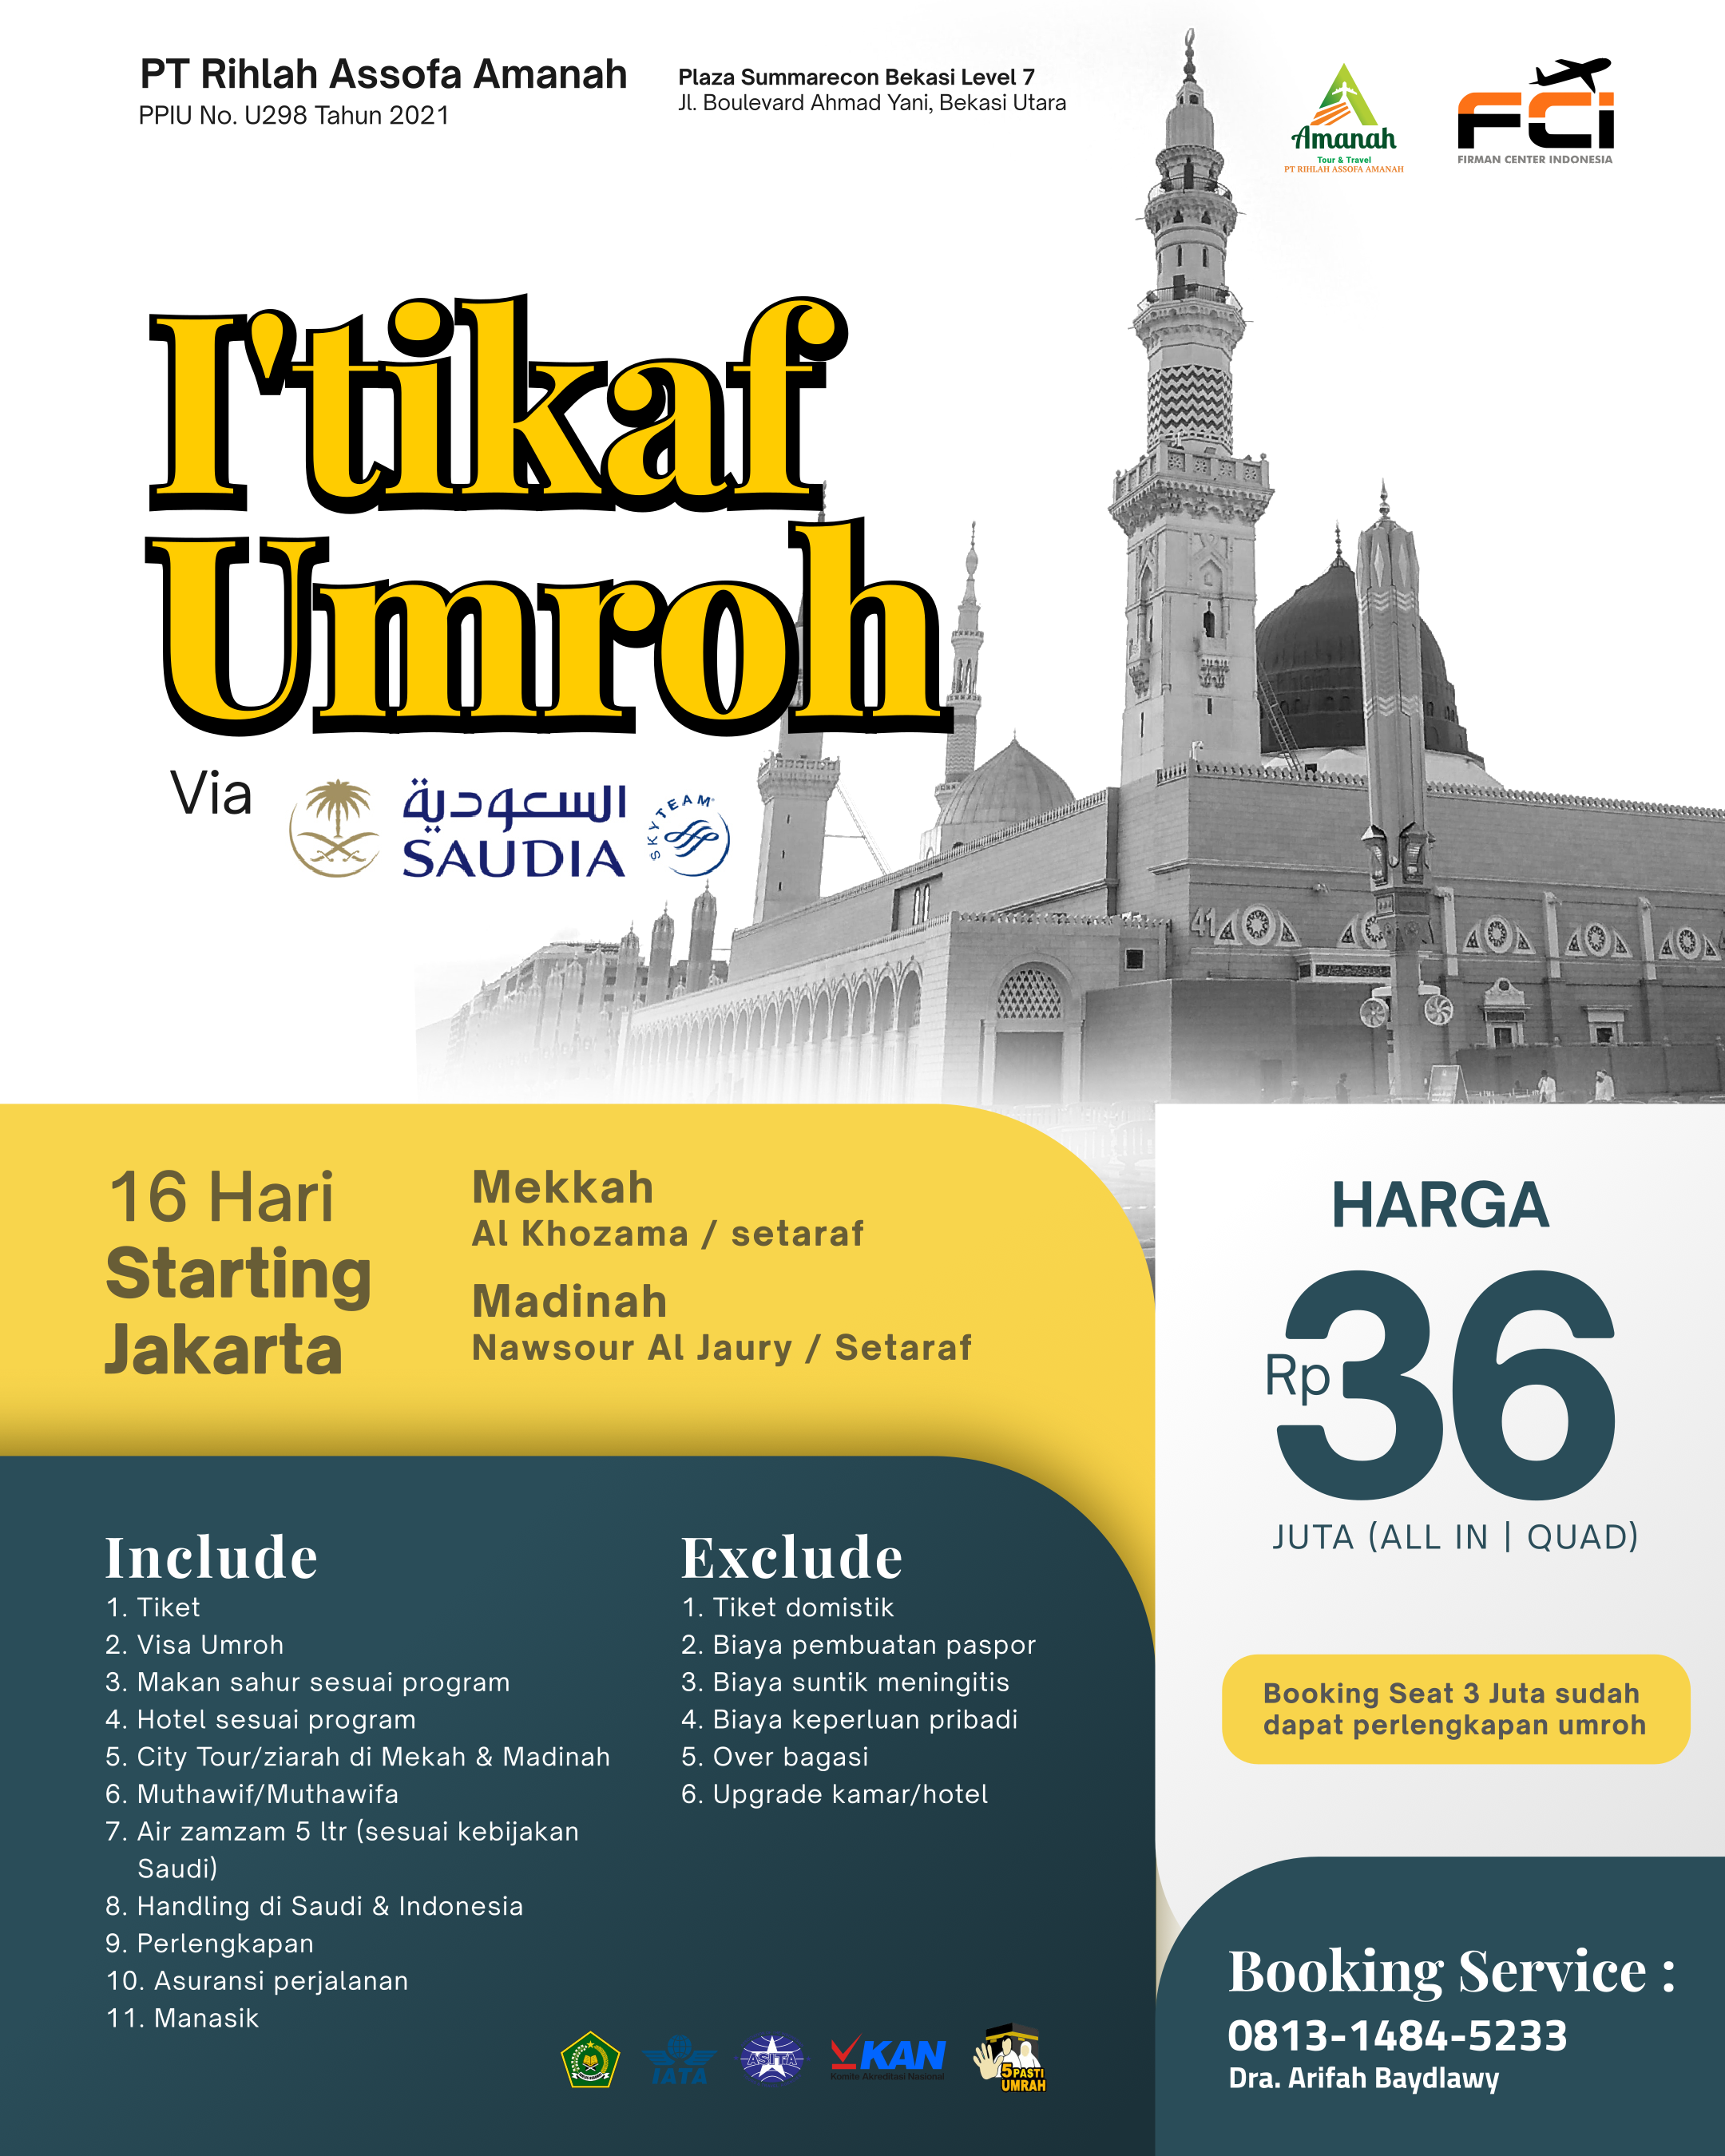 PT Rihlah Assofa Amanah
PPIU No. U298 Tahun 2021
Plaza Summarecon Bekasi Level 7
Jl. Boulevard Ahmad Yani, Bekasi Utara
Amanah
Tour & Travel
PT RIHLAH ASSOFA AMANAH
FCi
FIRMAN CENTER INDONESIA
I'tikaf
Umroh
Via
السعودية
SAUDIA
SKYTEAM
41
16 Hari
Starting
Jakarta
Mekkah
Al Khozama / setaraf
Madinah
Nawsour Al Jaury / Setaraf
HARGA
Rp36
JUTA (ALL IN | QUAD)
Booking Seat 3 Juta sudah
dapat perlengkapan umroh
Include
1. Tiket
2. Visa Umroh
3. Makan sahur sesuai program
4. Hotel sesuai program
5. City Tour/ziarah di Mekah & Madinah
6. Muthawif/Muthawifa
7. Air zamzam 5 ltr (sesuai kebijakan
Saudi)
8. Handling di Saudi & Indonesia
9. Perlengkapan
10. Asuransi perjalanan
11. Manasik
Exclude
1. Tiket domistik
2. Biaya pembuatan paspor
3. Biaya suntik meningitis
4. Biaya keperluan pribadi
5. Over bagasi
6. Upgrade kamar/hotel
IATA
ASITA
KAN
Komite Akreditasi Nasional
5 PASTI
UMRAH
Booking Service :
0813-1484-5233
Dra. Arifah Baydlawy